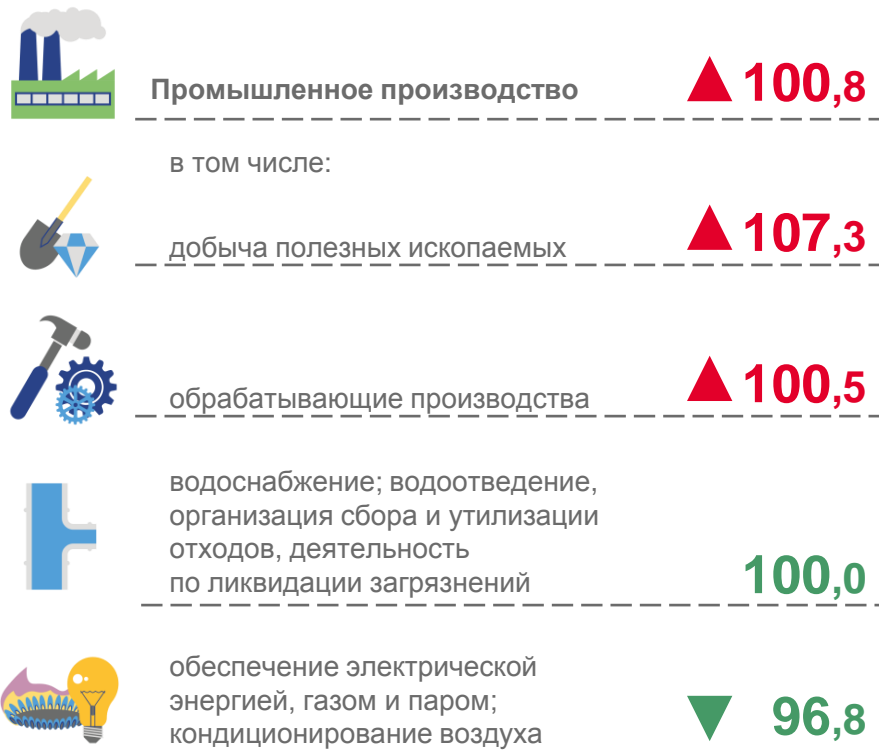 Промышленное производство ▲ 100,8
в том числе:
добыча полезных ископаемых ▲ 107,3
обрабатывающие производства ▲ 100,5
водоснабжение; водоотведение,
организация сбора и утилизации
отходов, деятельность
по ликвидации загрязнений 100,0
обеспечение электрической
энергией, газом и паром;
кондиционирование воздуха ▼ 96,8